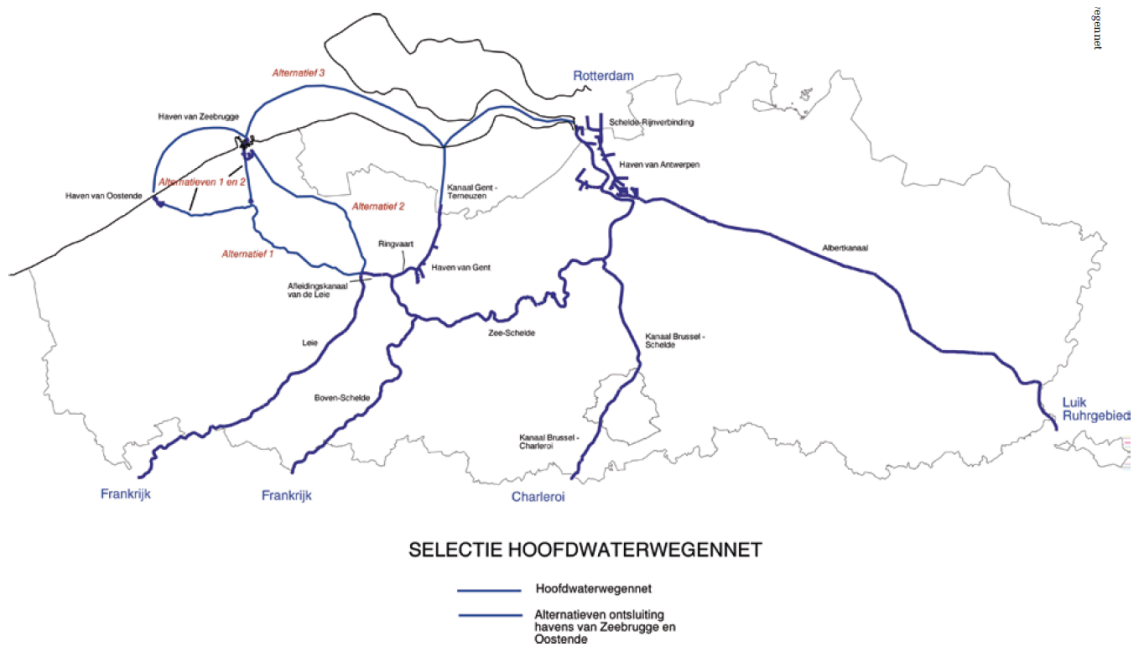 regennet
Alternatief 3
Rotterdam
Haven van Zeebrugge
Schelde-Rijnverbinding
Haven van Antwerpen
Alternatieven 1 en 2
Haven van Oostende
Kanaal Gent -
Terneuzen
Alternatief 2
Ringvaart
Alternatief 1
Albertkanaal
Haven van Gent
Afleidingskanaal
van de Leie
Zee-Schelde
Leie
Kanaal Brussel -
Schelde
Boven-Schelde
Luik
Ruhrgebied
Kanaal Brussel -
Charleroi
Frankrijk
Frankrijk
Charleroi
SELECTIE HOOFDWATERWEGENNET
Hoofdwaterwegennet
Alternatieven ontsluiting
havens van Zeebrugge en
Oostende